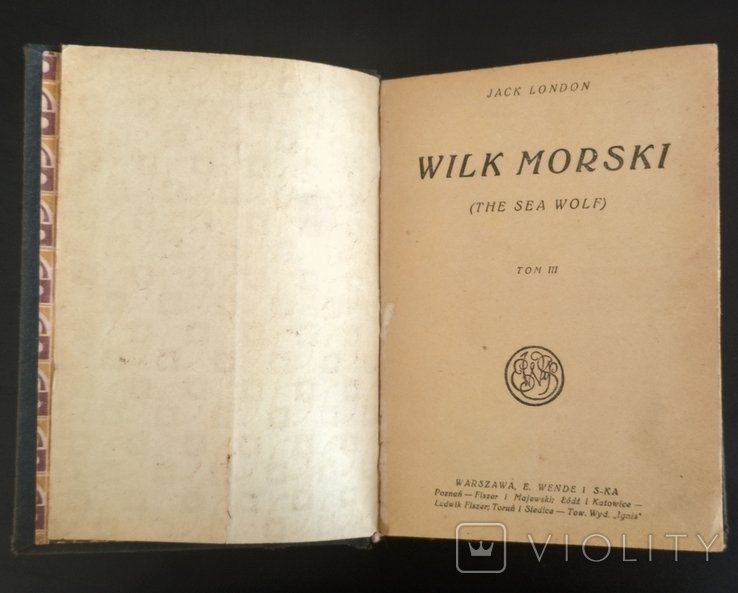 JACK LONDON
WILK MORSKI
(THE SEA WOLF)
TOM III
WARSZAWA, E. WENDE I S-KA
Poznań — Fiszer i Majewski; Łódź i Katowice —
Ludwik Fiszer; Toruń i Siedlce — Tow. Wyd. „Ignis"
VIOLITY